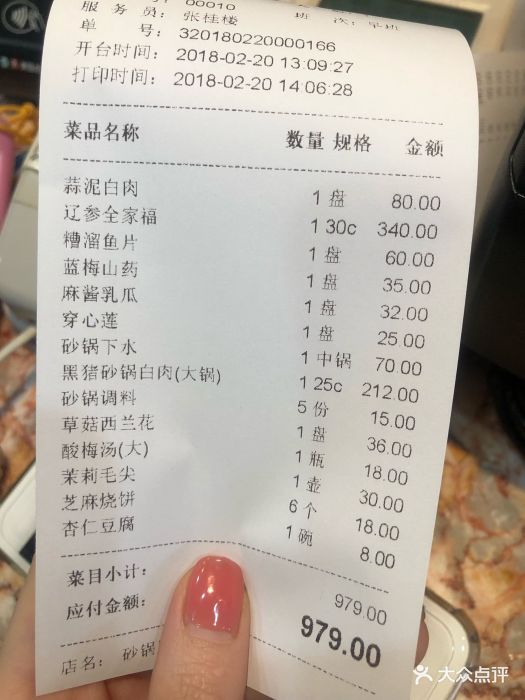 00010
服 务 员: 张桂楼 班 次: 早班
单 号: 3201802200000166
开台时间: 2018-02-20 13:09:27
打印时间: 2018-02-20 14:06:28
菜品名称 数量 规格 金额
蒜泥白肉 1 盘 80.00
辽参全家福 1 30c 340.00
糟溜鱼片 1 盘 60.00
蓝梅山药 1 盘 35.00
麻酱乳瓜 1 盘 32.00
穿心莲 1 盘 25.00
砂锅下水 1 中锅 70.00
黑猪砂锅白肉(大锅) 1 25c 212.00
砂锅调料 5 份 15.00
草菇西兰花 1 盘 36.00
酸梅汤(大) 1 瓶 18.00
茉莉毛尖 1 壶 30.00
芝麻烧饼 6 个 18.00
杏仁豆腐 1 碗 8.00
菜目小计: 979.00
应付金额: 979.00
店名: 砂锅
大众点评